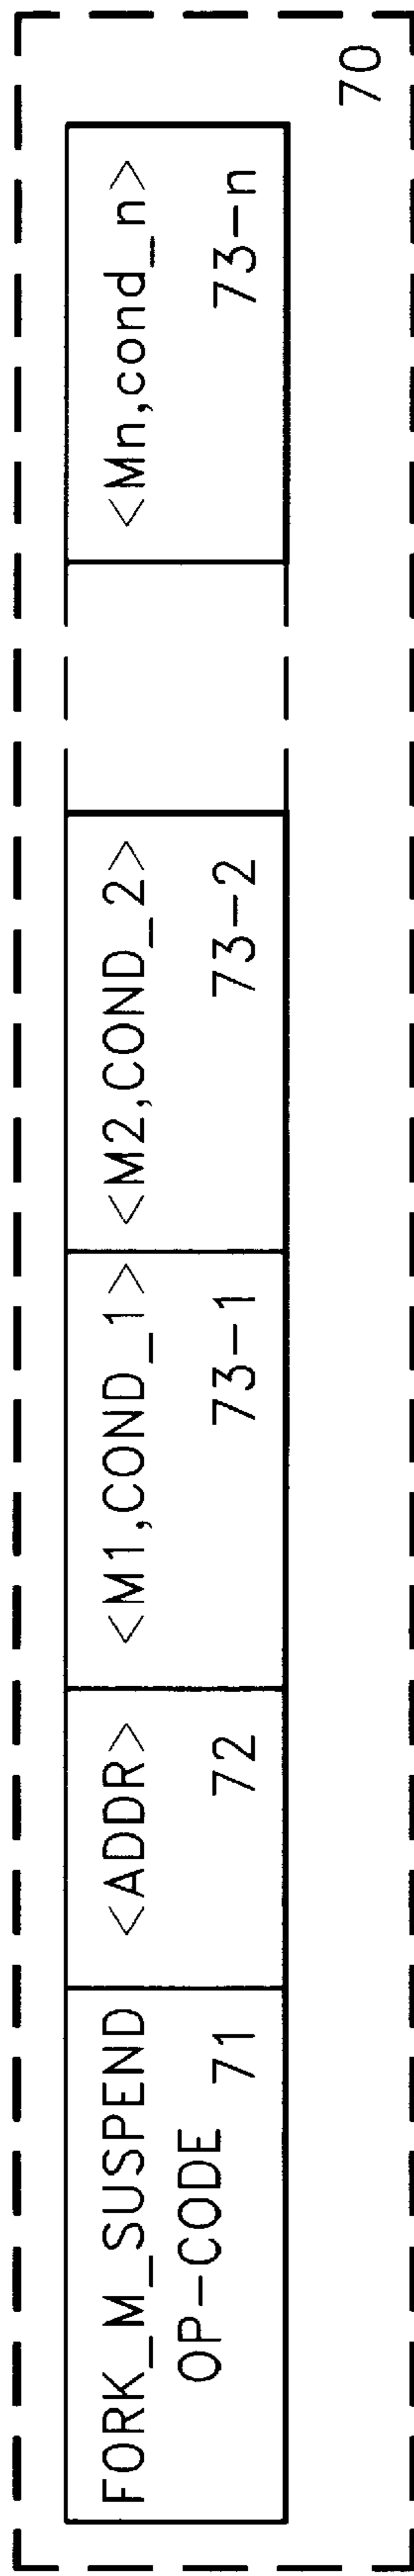 FORK_M_SUSPEND
OP-CODE 71
<ADDR>
72
<M1,COND_1>
73-1
<M2,COND_2>
73-2
<Mn,cond_n>
73-n
70